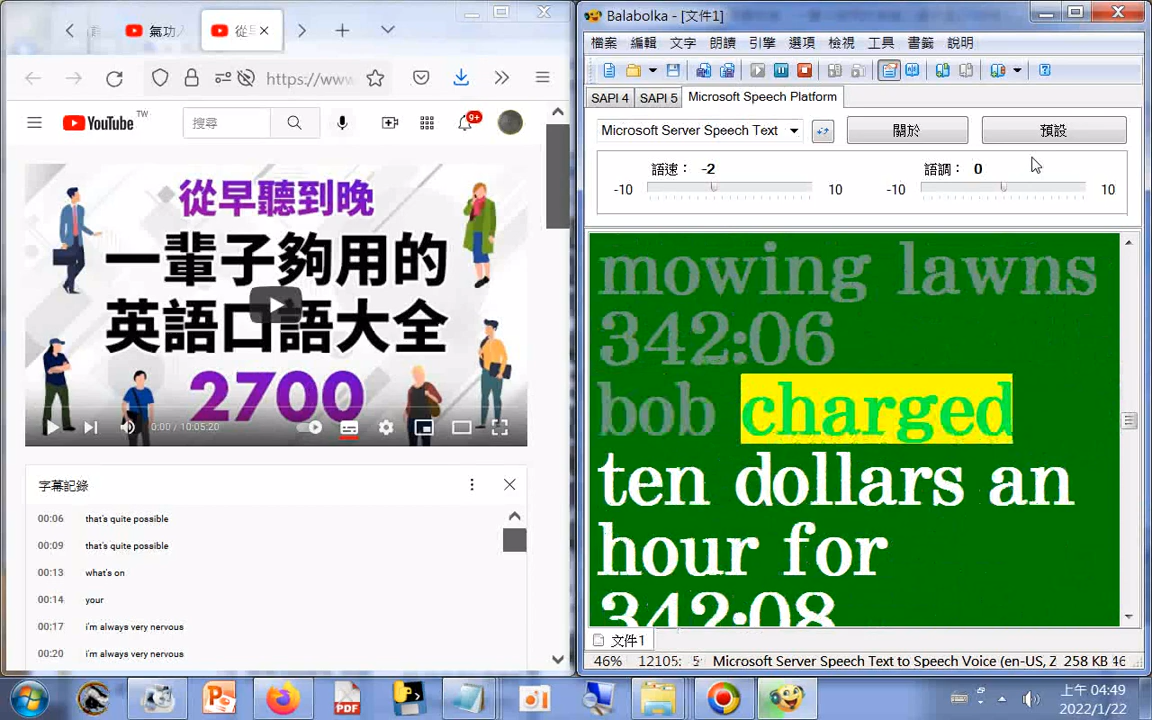 氣功
從
https://www
YouTube TW
搜尋
9+
從早聽到晚
一輩子夠用的
英語口語大全
2700
0:00 / 10:05:20
字幕記錄
00:06 that's quite possible
00:09 that's quite possible
00:13 what's on
00:14 your
00:17 i'm always very nervous
00:20 i'm always very nervous
Balabolka - [文件1]
檔案 編輯 文字 朗讀 引擎 選項 檢視 工具 書籤 說明
SAPI 4 SAPI 5 Microsoft Speech Platform
Microsoft Server Speech Text 關於 預設
語速： -2 語調： 0
-10 10 -10 10
mowing lawns
342:06
bob charged
ten dollars an
hour for
342:08
文件1
46% 12105: 5 Microsoft Server Speech Text to Speech Voice (en-US, Z 258 KB 46
PDF
上午 04:49
2022/1/22